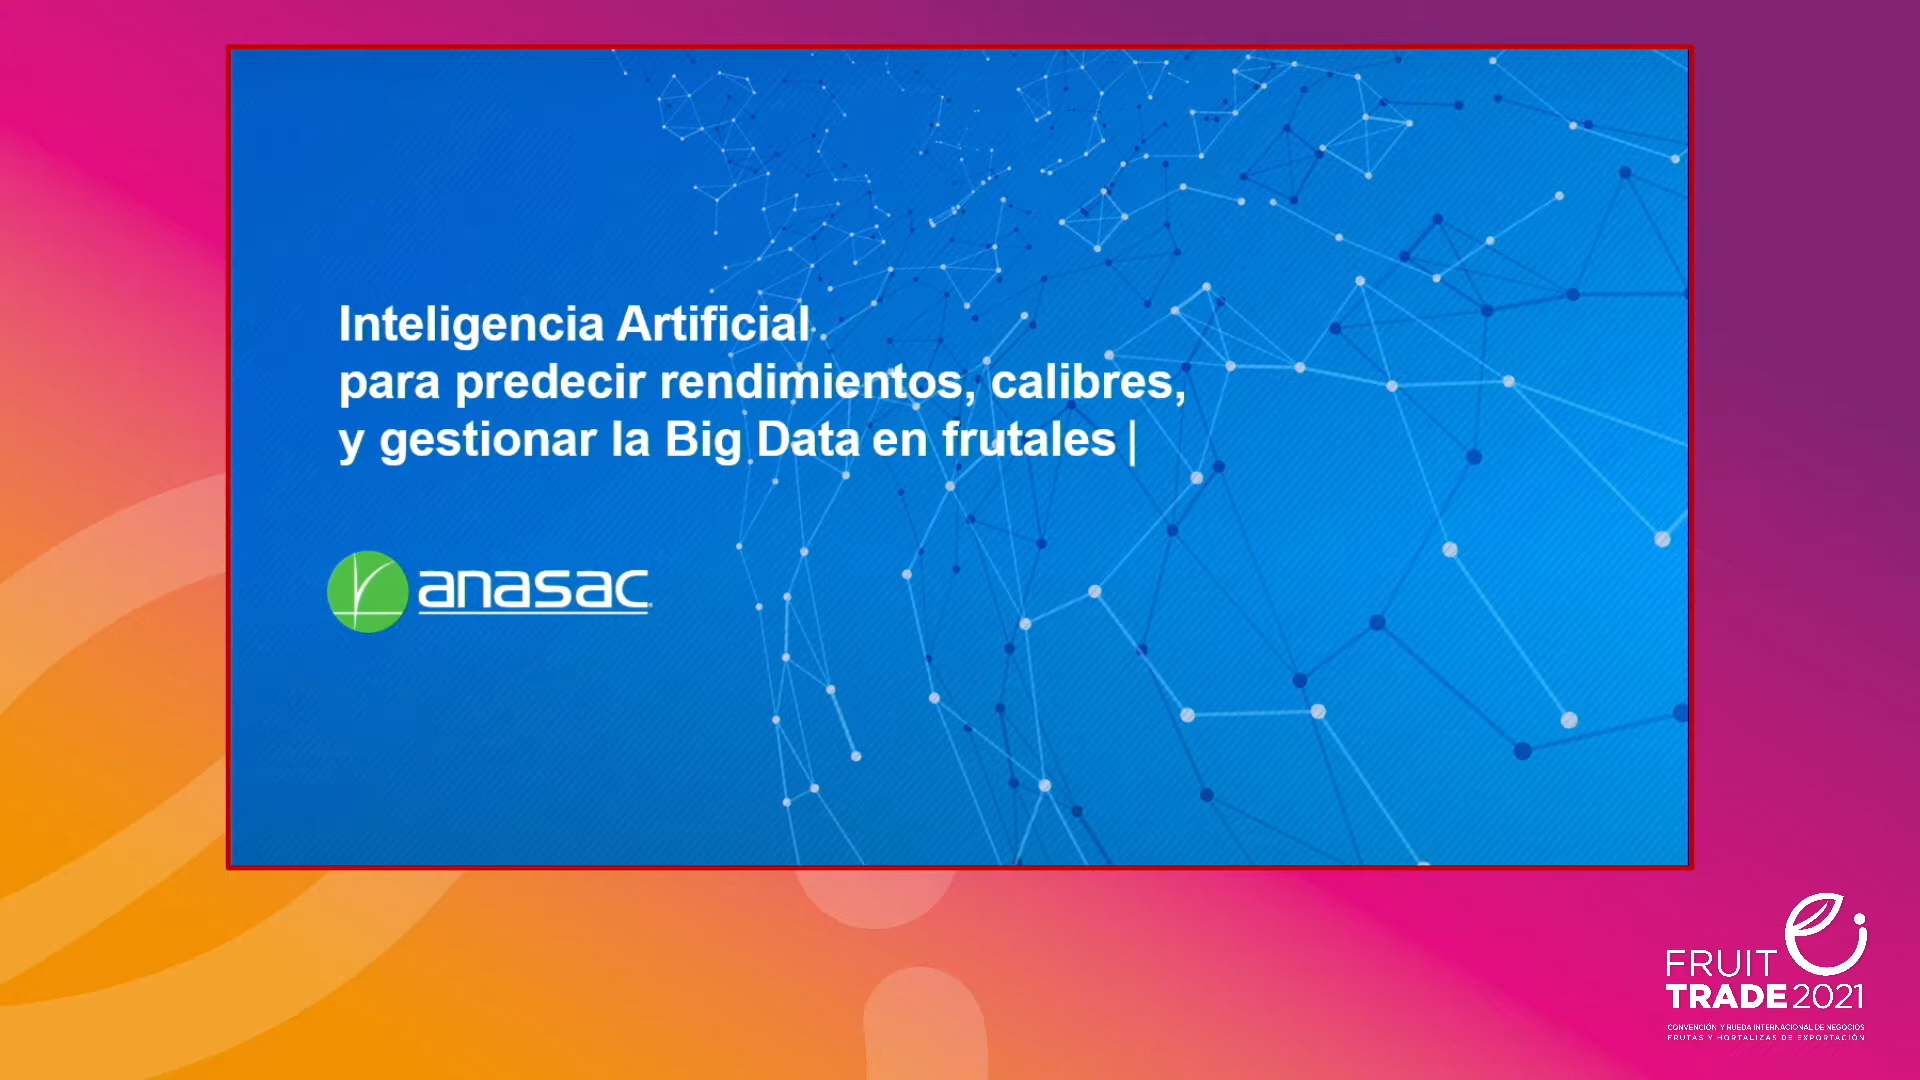 Inteligencia Artificial
para predecir rendimientos, calibres,
y gestionar la Big Data en frutales |
anasac
FRUIT
TRADE 2021
CONVENCIÓN Y RUEDA INTERNACIONAL DE NEGOCIOS
FRUTAS Y HORTALIZAS DE EXPORTACIÓN